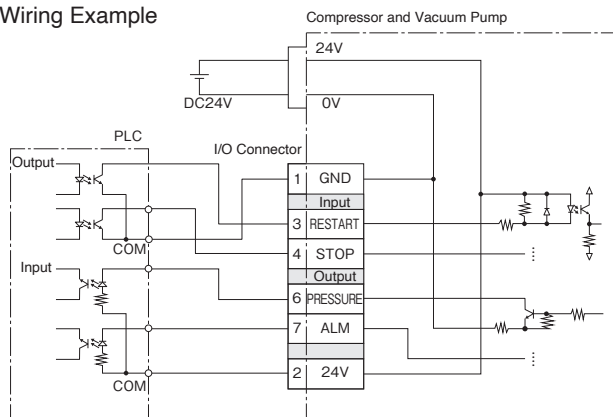 Wiring Example
Compressor and Vacuum Pump
24V
DC24V
0V
PLC
I/O Connector
Output
1 GND
Input
3 RESTART
COM
4 STOP
Output
Input
6 PRESSURE
7 ALM
2 24V
COM